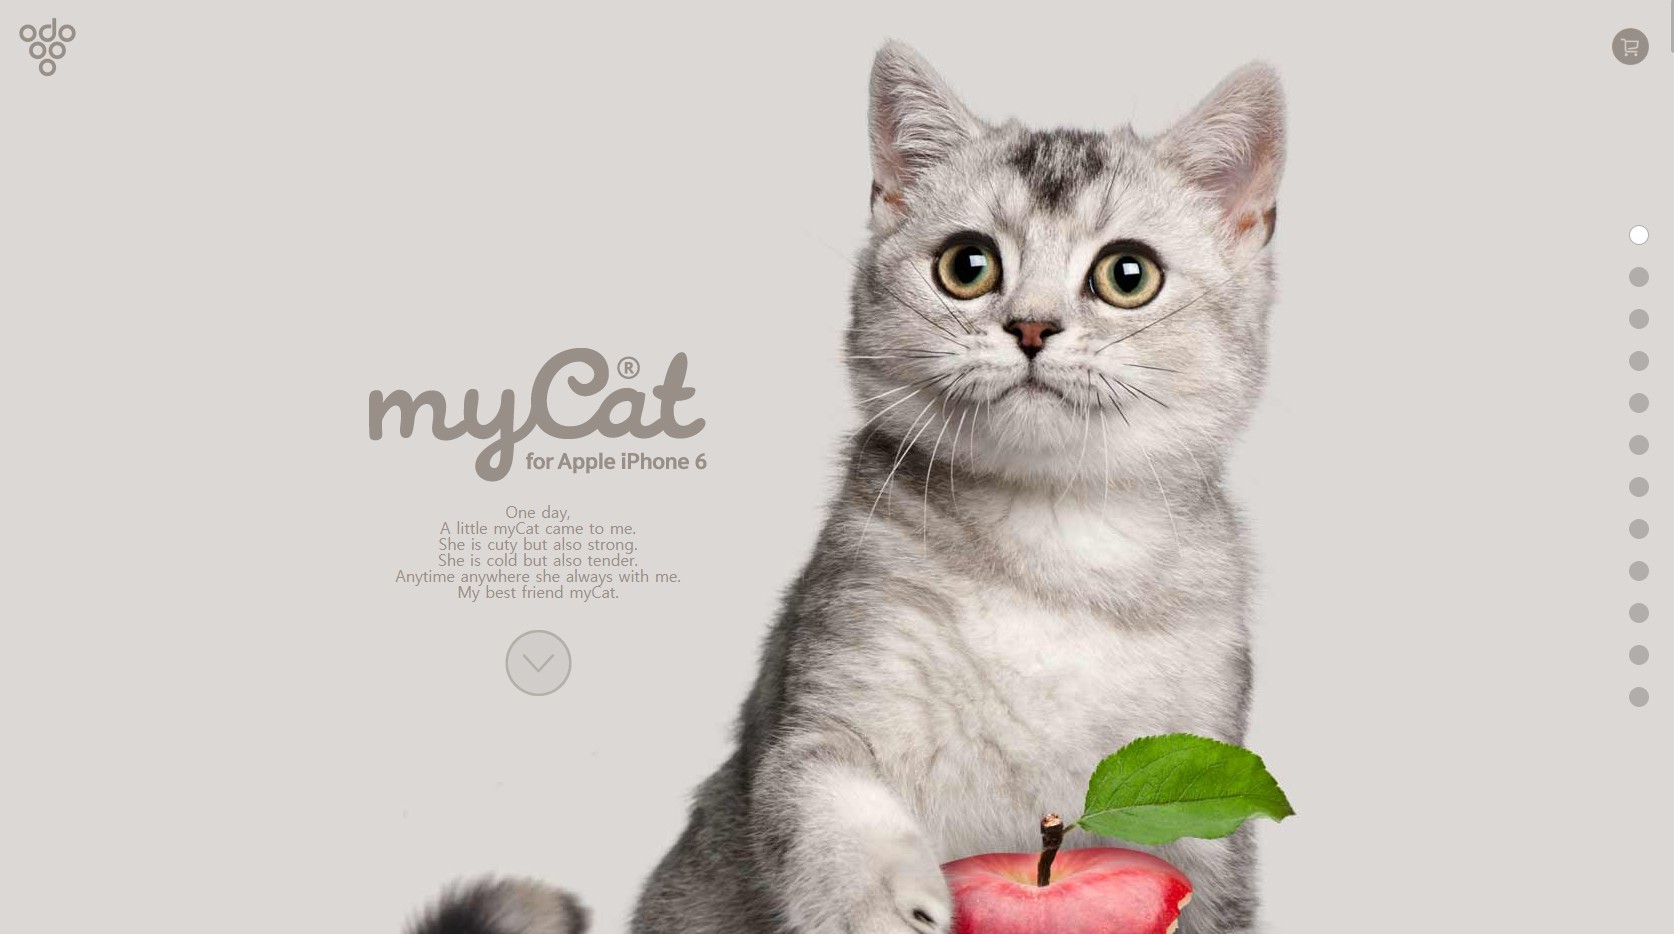 odo
myCat®
for Apple iPhone 6
One day,
A little myCat came to me.
She is cuty but also strong.
She is cold but also tender.
Anytime anywhere she always with me.
My best friend myCat.